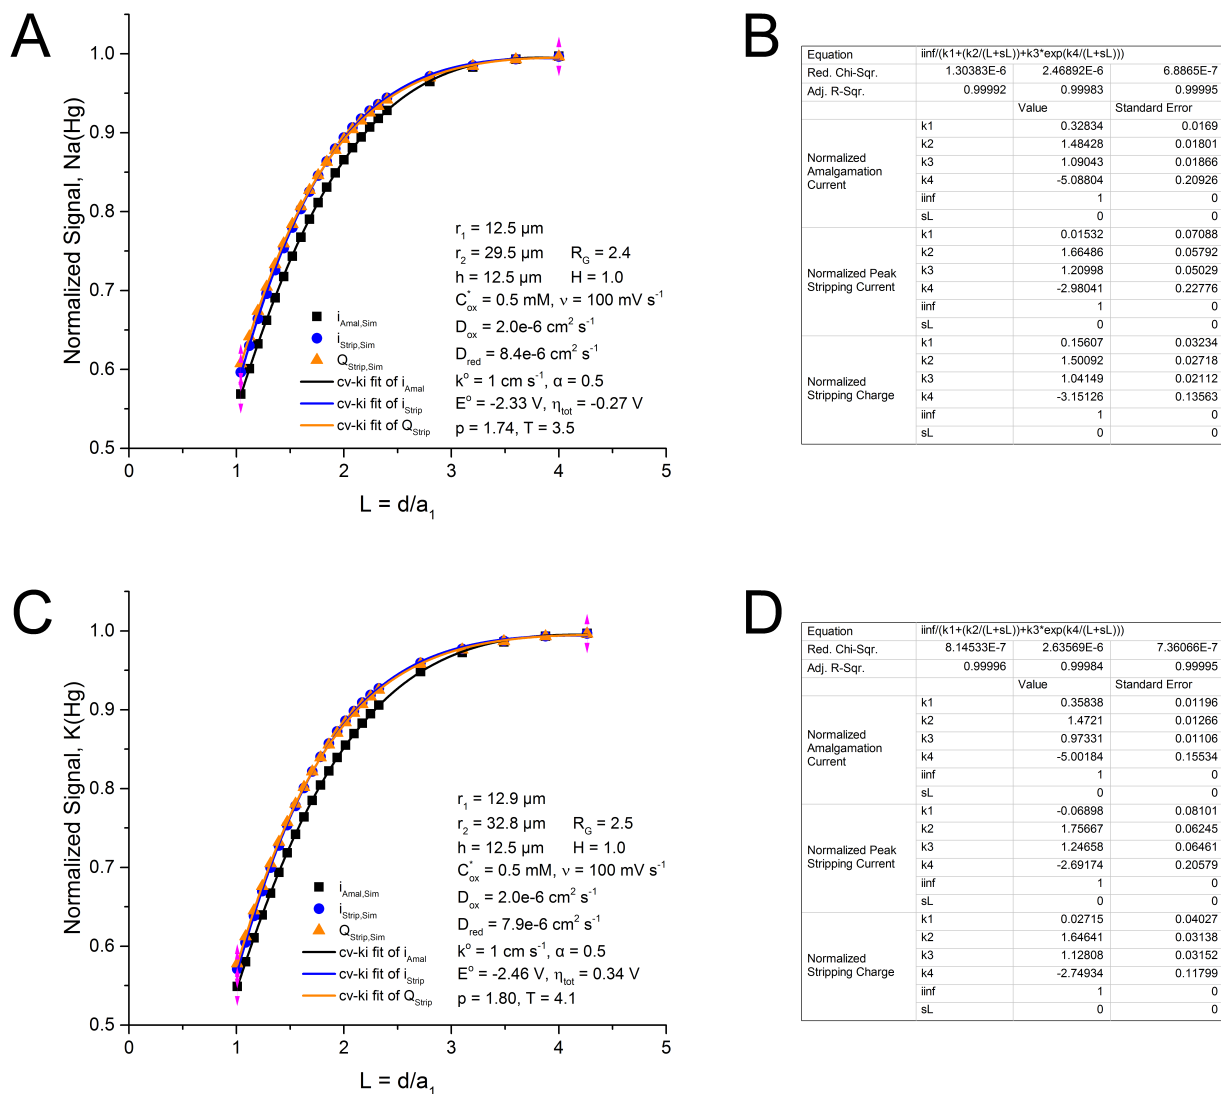 A
Normalized Signal, Na(Hg)
1.0
0.9
0.8
0.7
0.6
0.5
0 1 2 3 4 5
L = d/a₁
r₁ = 12.5 µm
r₂ = 29.5 µm R_G = 2.4
h = 12.5 µm H = 1.0
C*ox = 0.5 mM, ν = 100 mV s⁻¹
D_ox = 2.0e-6 cm² s⁻¹
D_red = 8.4e-6 cm² s⁻¹
k° = 1 cm s⁻¹, α = 0.5
E° = -2.33 V, η_tot = -0.27 V
p = 1.74, T = 3.5
i_Amal,Sim
i_Strip,Sim
Q_Strip,Sim
cv-ki fit of i_Amal
cv-ki fit of i_Strip
cv-ki fit of Q_Strip
B
Equation iinf/(k1+(k2/(L+sL))+k3*exp(k4/(L+sL)))
Red. Chi-Sqr. 1.30383E-6 2.46892E-6 6.8865E-7
Adj. R-Sqr. 0.99992 0.99983 0.99995
Value Standard Error
Normalized
Amalgamation
Current
k1 0.32834 0.0169
k2 1.48428 0.01801
k3 1.09043 0.01866
k4 -5.08804 0.20926
iinf 1 0
sL 0 0
Normalized Peak
Stripping Current
k1 0.01532 0.07088
k2 1.66486 0.05792
k3 1.20998 0.05029
k4 -2.98041 0.22776
iinf 1 0
sL 0 0
Normalized
Stripping Charge
k1 0.15607 0.03234
k2 1.50092 0.02718
k3 1.04149 0.02112
k4 -3.15126 0.13563
iinf 1 0
sL 0 0
C
Normalized Signal, K(Hg)
1.0
0.9
0.8
0.7
0.6
0.5
0 1 2 3 4 5
L = d/a₁
r₁ = 12.9 µm
r₂ = 32.8 µm R_G = 2.5
h = 12.5 µm H = 1.0
C*ox = 0.5 mM, ν = 100 mV s⁻¹
D_ox = 2.0e-6 cm² s⁻¹
D_red = 7.9e-6 cm² s⁻¹
k° = 1 cm s⁻¹, α = 0.5
E° = -2.46 V, η_tot = 0.34 V
p = 1.80, T = 4.1
i_Amal,Sim
i_Strip,Sim
Q_Strip,Sim
cv-ki fit of i_Amal
cv-ki fit of i_Strip
cv-ki fit of Q_Strip
D
Equation iinf/(k1+(k2/(L+sL))+k3*exp(k4/(L+sL)))
Red. Chi-Sqr. 8.14533E-7 2.63569E-6 7.36066E-7
Adj. R-Sqr. 0.99996 0.99984 0.99995
Value Standard Error
Normalized
Amalgamation
Current
k1 0.35838 0.01196
k2 1.4721 0.01266
k3 0.97331 0.01106
k4 -5.00184 0.15534
iinf 1 0
sL 0 0
Normalized Peak
Stripping Current
k1 -0.06898 0.08101
k2 1.75667 0.06245
k3 1.24658 0.06461
k4 -2.69174 0.20579
iinf 1 0
sL 0 0
Normalized
Stripping Charge
k1 0.02715 0.04027
k2 1.64641 0.03138
k3 1.12808 0.03152
k4 -2.74934 0.11799
iinf 1 0
sL 0 0